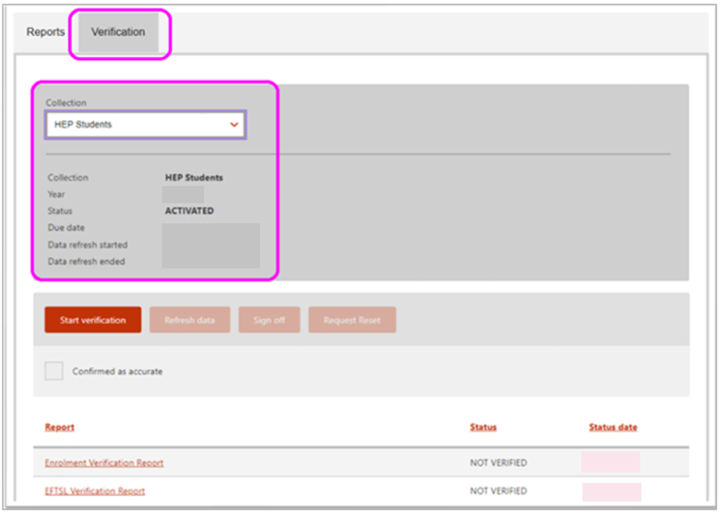 Reports Verification
Collection
HEP Students
Collection HEP Students
Year
Status ACTIVATED
Due date
Data refresh started
Data refresh ended
Start verification Refresh data Sign off Request Reset
Confirmed as accurate
Report Status Status date
Enrolment Verification Report NOT VERIFIED
EFTSL Verification Report NOT VERIFIED